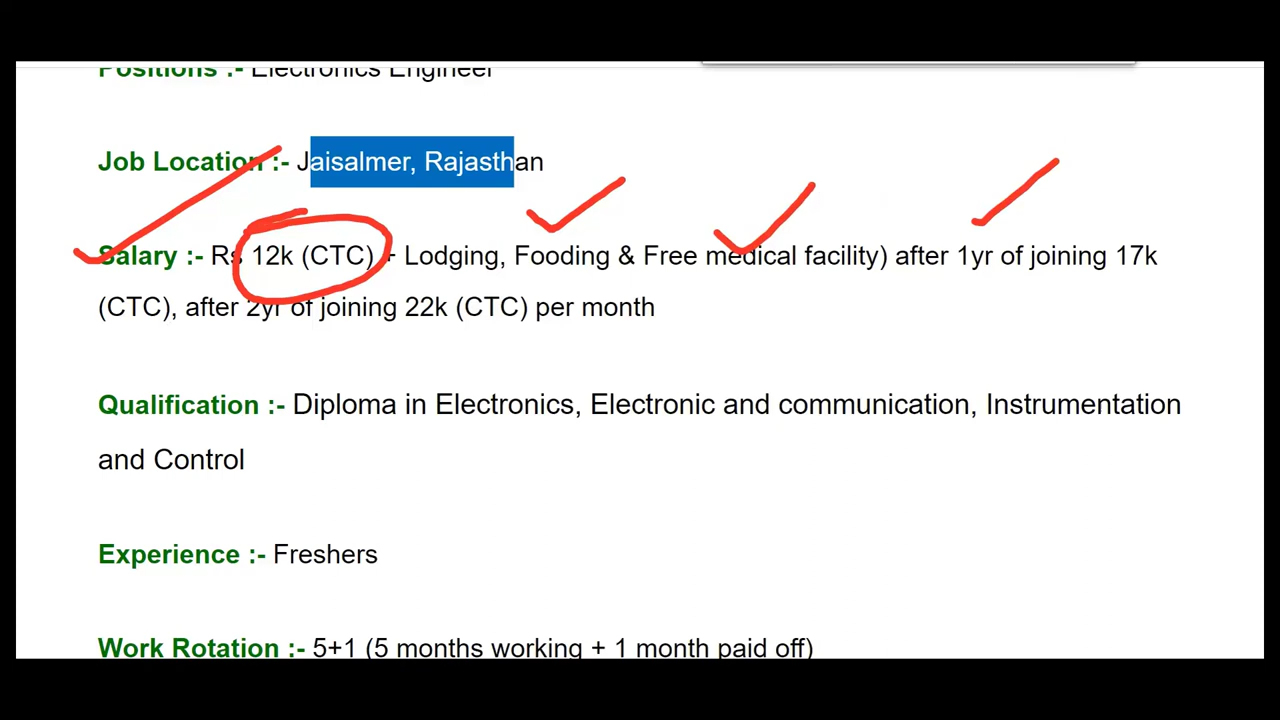 Positions :- Electronics Engineer
Job Location :- Jaisalmer, Rajasthan
Salary :- Rs 12k (CTC) + Lodging, Fooding & Free medical facility) after 1yr of joining 17k
(CTC), after 2yr of joining 22k (CTC) per month
Qualification :- Diploma in Electronics, Electronic and communication, Instrumentation
and Control
Experience :- Freshers
Work Rotation :- 5+1 (5 months working + 1 month paid off)